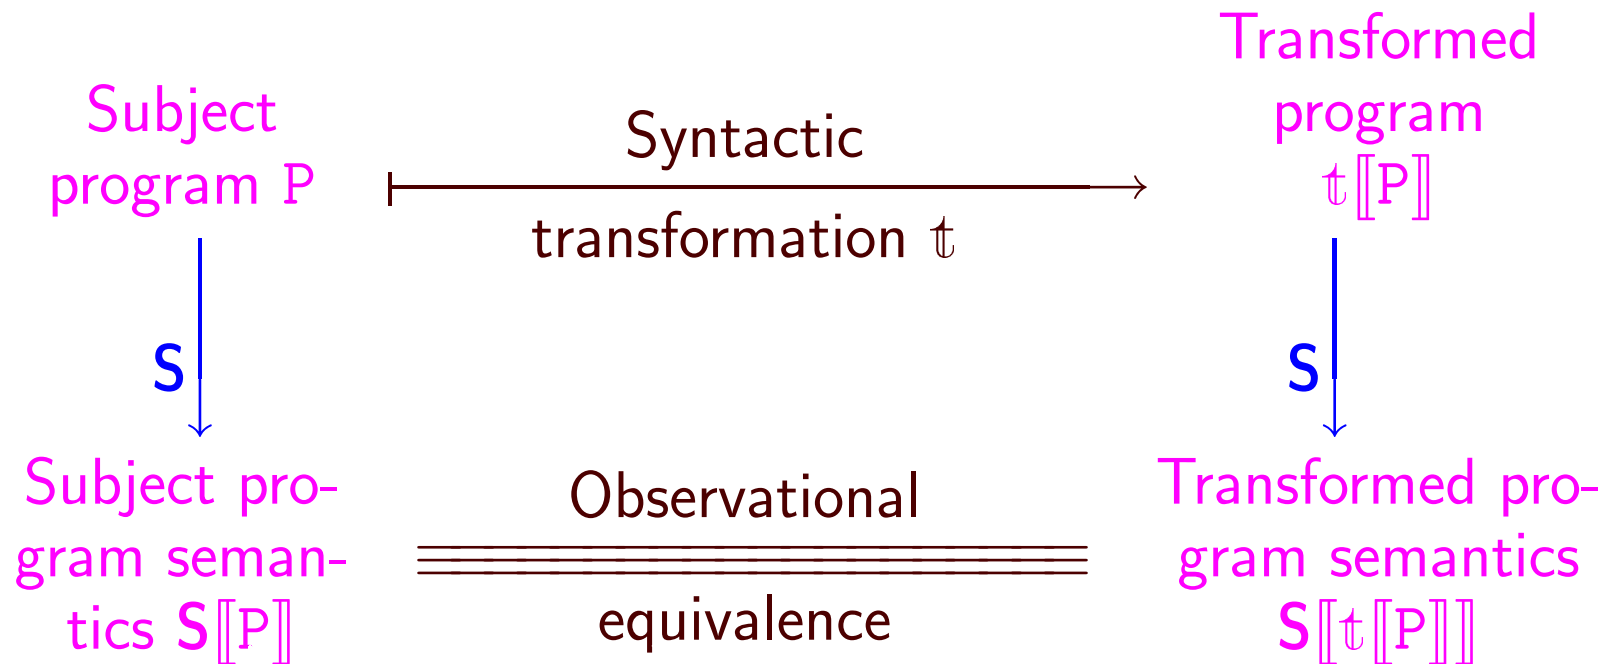 Subject
program P
Syntactic
transformation 𝕥
Transformed
program
𝕥⟦P⟧
S
S
Subject pro-
gram seman-
tics S⟦P⟧
Observational
equivalence
Transformed pro-
gram semantics
S⟦𝕥⟦P⟧⟧